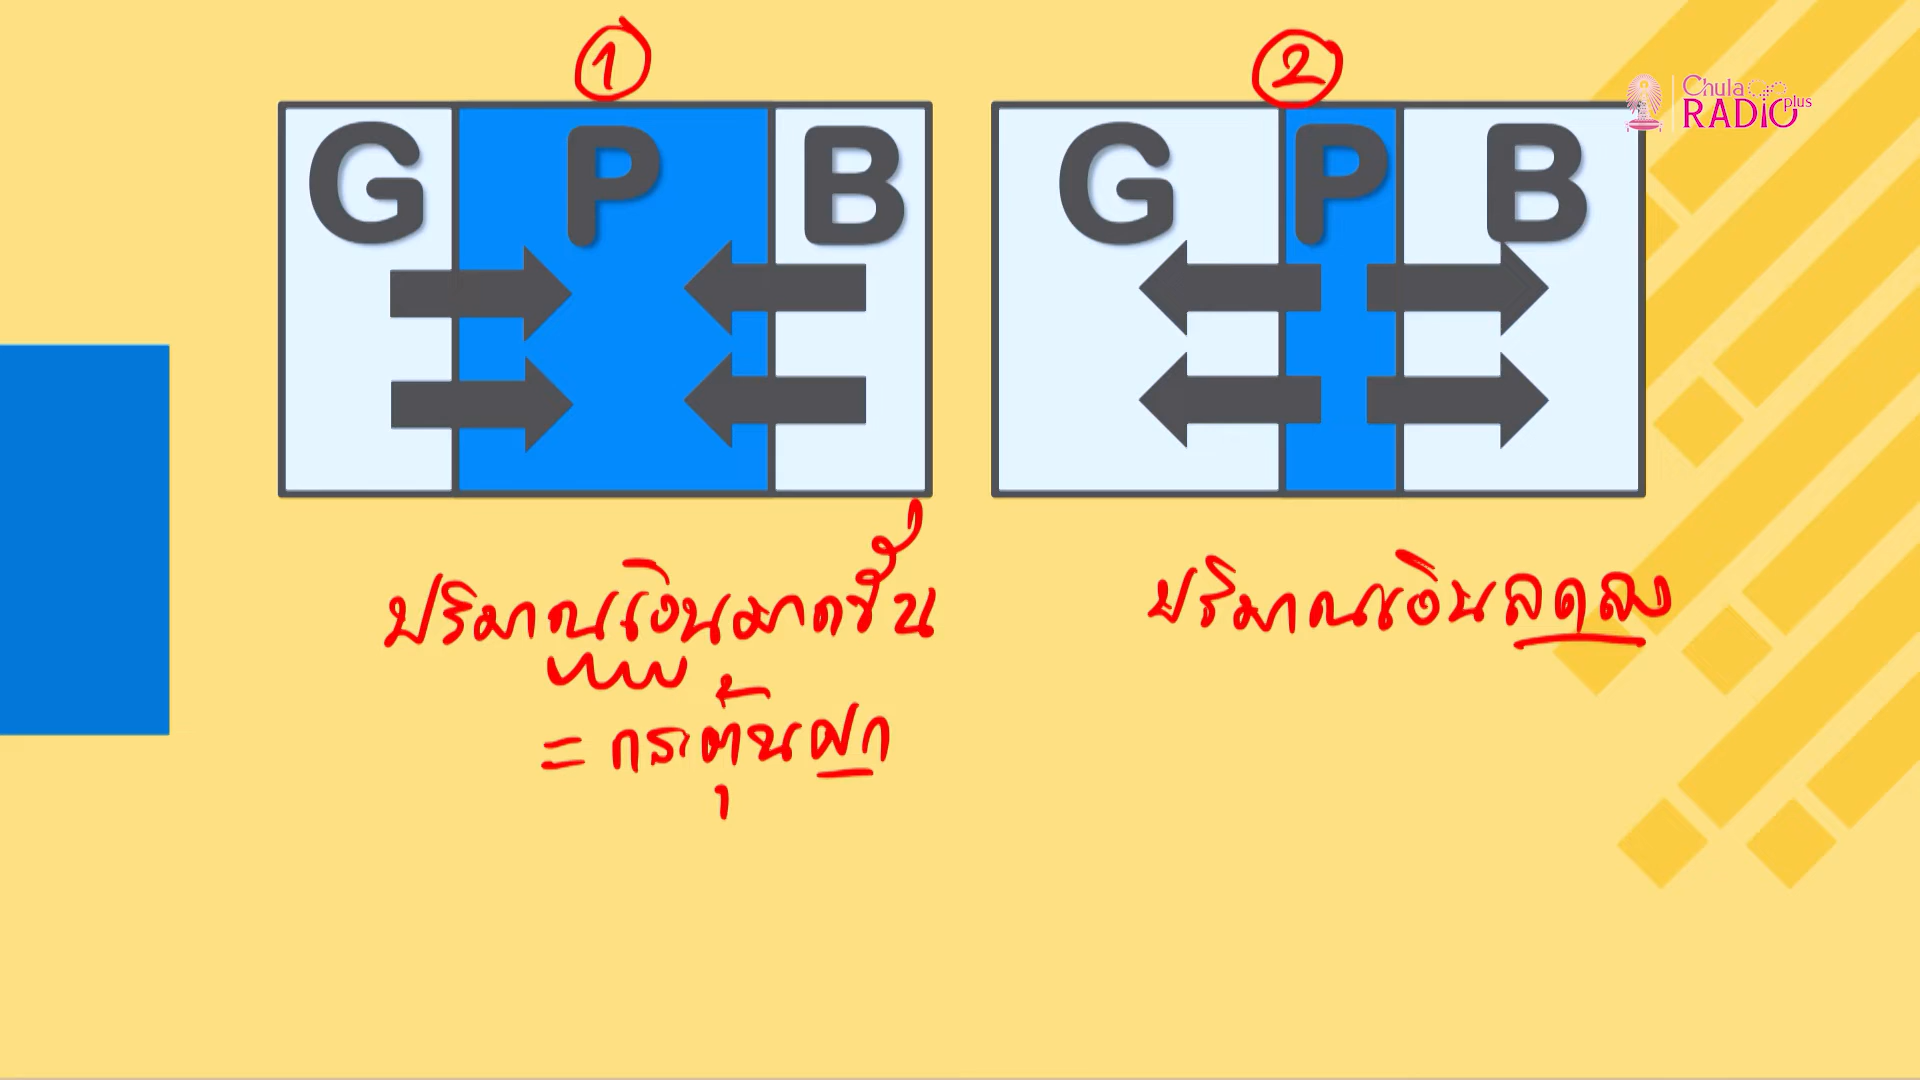 1
2
Chula
RADIO plus
G P B
G P B
ปริมาณเงินมากขึ้น
= กระตุ้นศก
ปริมาณเงินลดลง